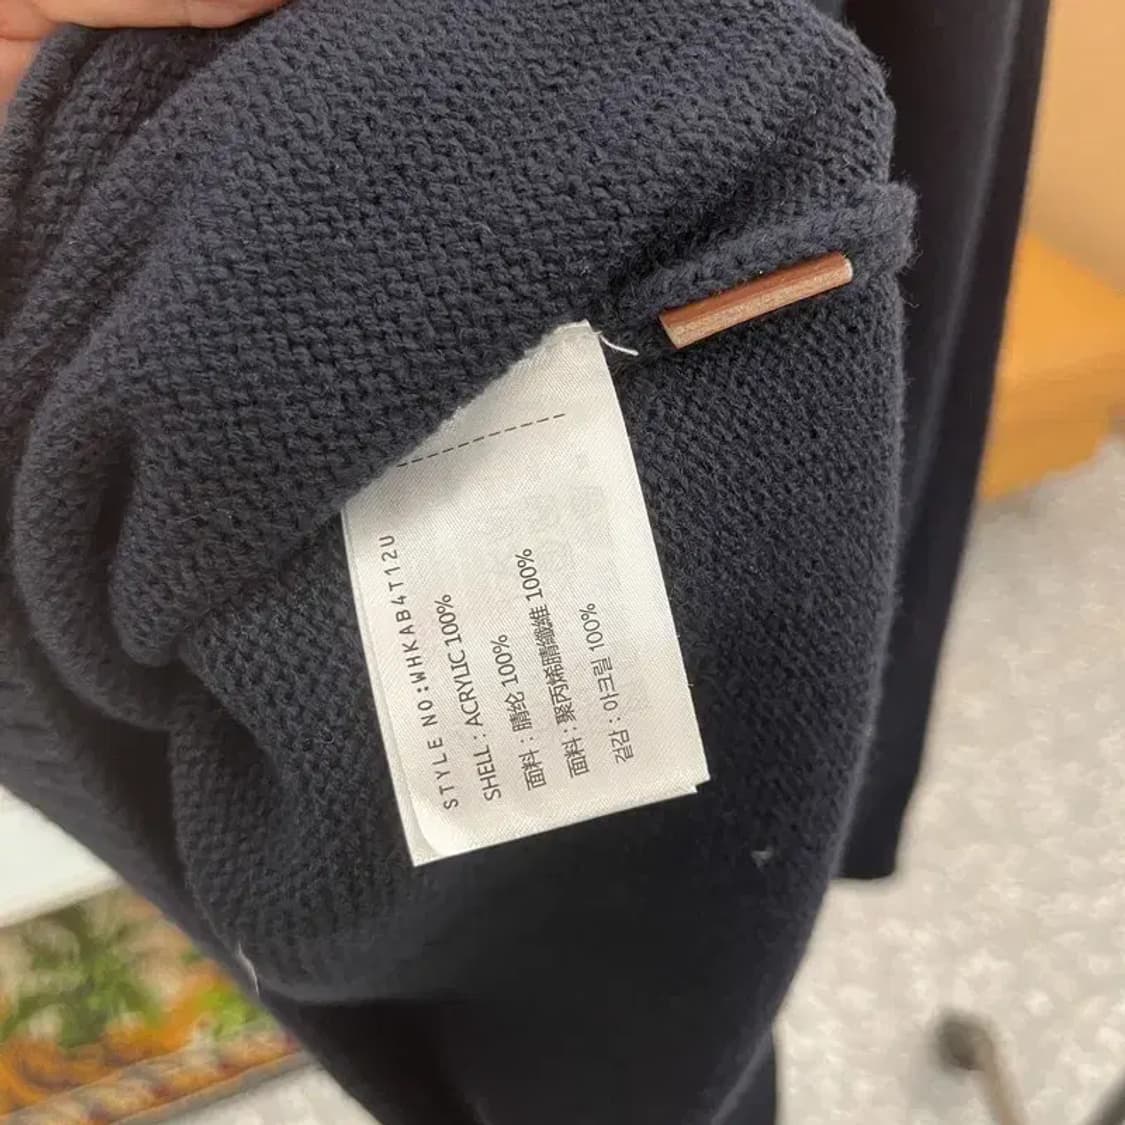 STYLE NO:WHKAB4T12U
SHELL : ACRYLIC 100%
面料 : 腈纶 100%
面料 : 聚丙烯腈纖維 100%
겉감 : 아크릴 100%